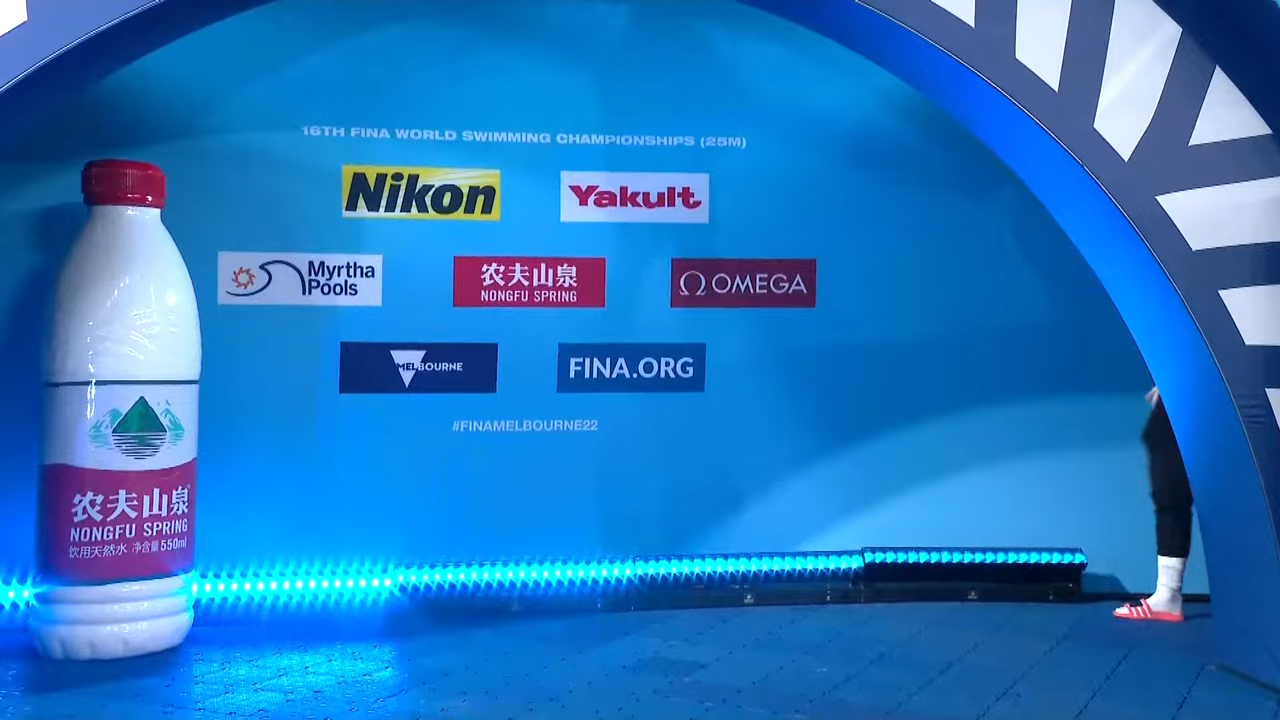 16TH FINA WORLD SWIMMING CHAMPIONSHIPS (25M)
Nikon
Yakult
Myrtha
Pools
农夫山泉
NONGFU SPRING
Ω OMEGA
MELBOURNE
FINA.ORG
#FINAMELBOURNE22
农夫山泉
NONGFU SPRING
饮用天然水 净含量550ml